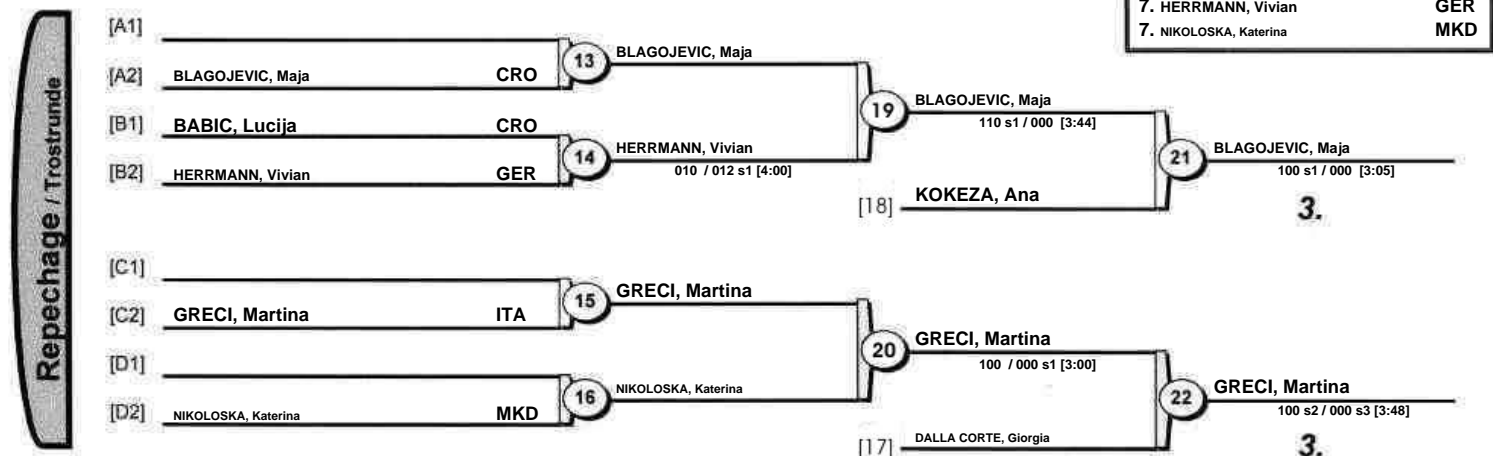 7. HERRMANN, Vivian GER
7. NIKOLOSKA, Katerina MKD
Repechage / Trostrunde
[A1]
13 BLAGOJEVIC, Maja
[A2] BLAGOJEVIC, Maja CRO
19 BLAGOJEVIC, Maja
110 s1 / 000 [3:44]
[B1] BABIC, Lucija CRO
14 HERRMANN, Vivian
010 / 012 s1 [4:00]
[B2] HERRMANN, Vivian GER
21 BLAGOJEVIC, Maja
100 s1 / 000 [3:05]
[18] KOKEZA, Ana
3.
[C1]
15 GRECI, Martina
[C2] GRECI, Martina ITA
20 GRECI, Martina
100 / 000 s1 [3:00]
[D1]
16 NIKOLOSKA, Katerina
[D2] NIKOLOSKA, Katerina MKD
22 GRECI, Martina
100 s2 / 000 s3 [3:48]
[17] DALLA CORTE, Giorgia
3.